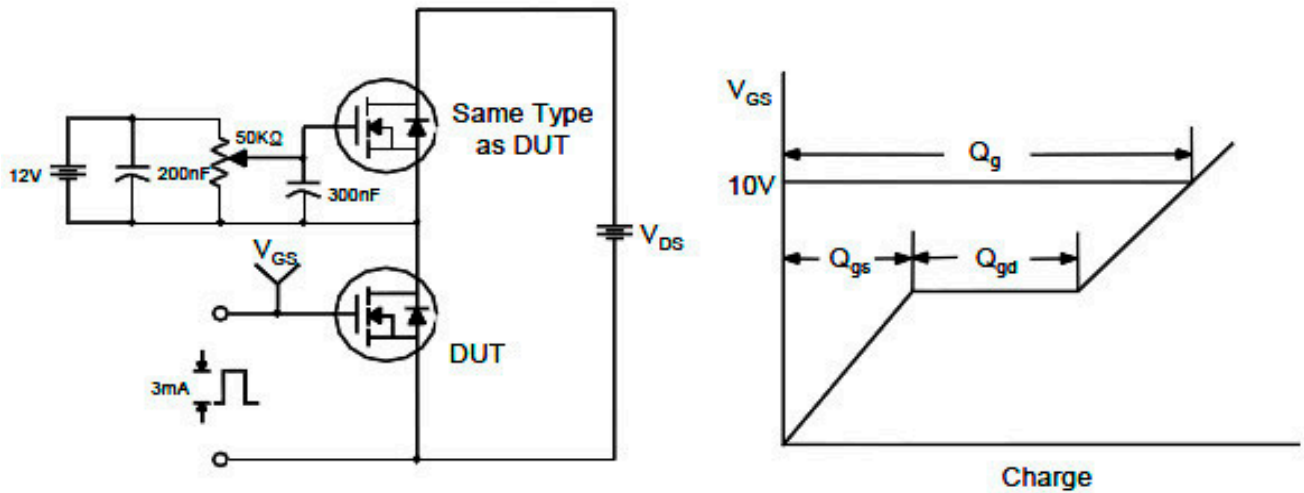 Same Type
as DUT
50KΩ
12V
200nF
300nF
V_GS
V_DS
DUT
3mA
V_GS
Q_g
10V
Q_gs
Q_gd
Charge